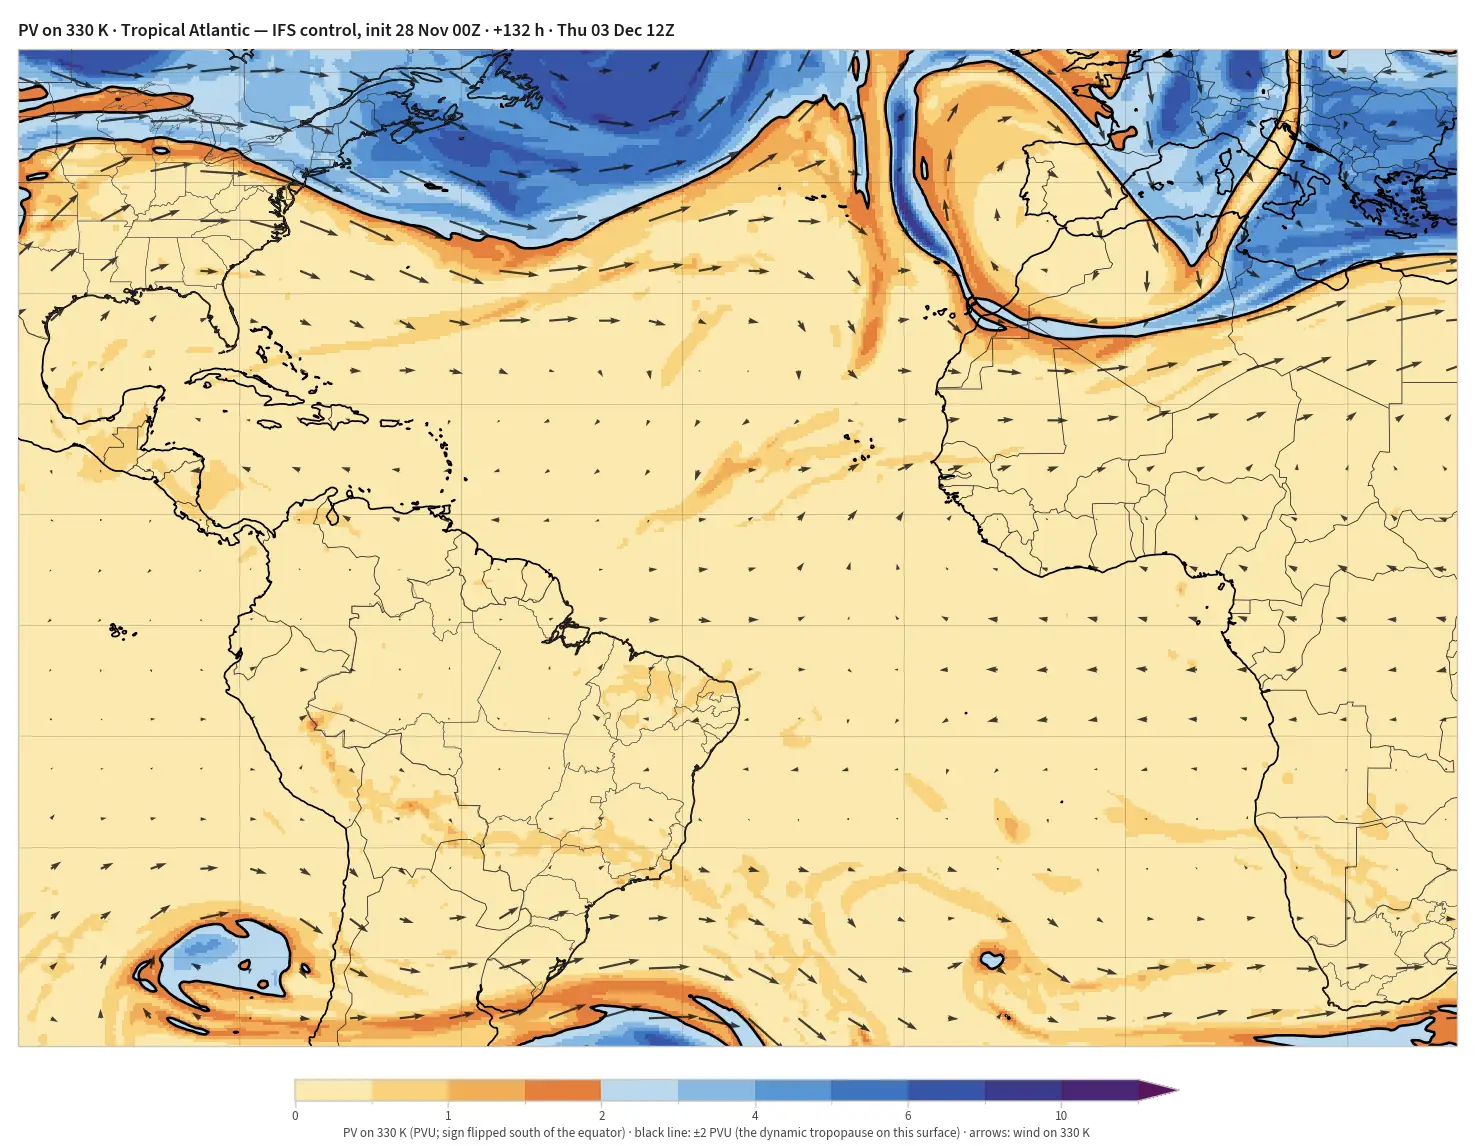 PV on 330 K · Tropical Atlantic — IFS control, init 28 Nov 00Z · +132 h · Thu 03 Dec 12Z
0 1 2 4 6 8 10
PV on 330 K (PVU; sign flipped south of the equator) · black line: ±2 PVU (the dynamic tropopause on this surface) · arrows: wind on 330 K